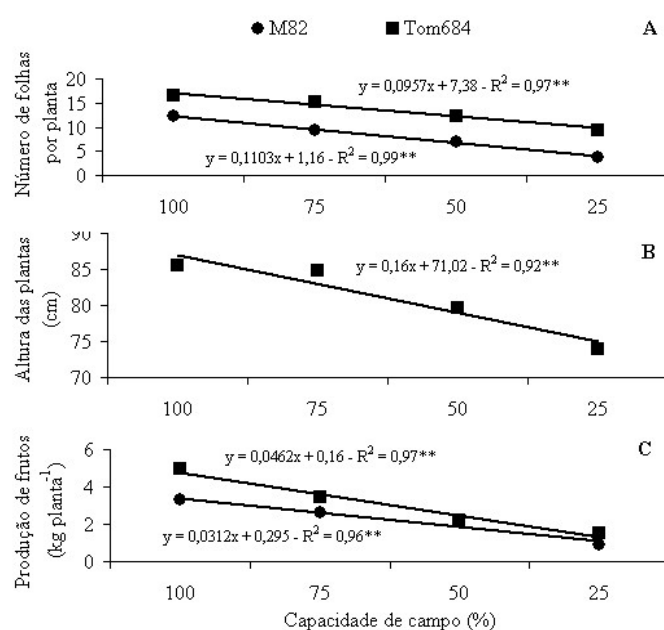 M82 Tom684
A
Número de folhas
por planta
20
15
10
5
0
y = 0,0957x + 7,38 - R² = 0,97**
y = 0,1103x + 1,16 - R² = 0,99**
100 75 50 25
B
Altura das plantas
(cm)
90
85
80
75
70
y = 0,16x + 71,02 - R² = 0,92**
100 75 50 25
C
Produção de frutos
(kg planta⁻¹)
6
4
2
0
y = 0,0462x + 0,16 - R² = 0,97**
y = 0,0312x + 0,295 - R² = 0,96**
100 75 50 25
Capacidade de campo (%)